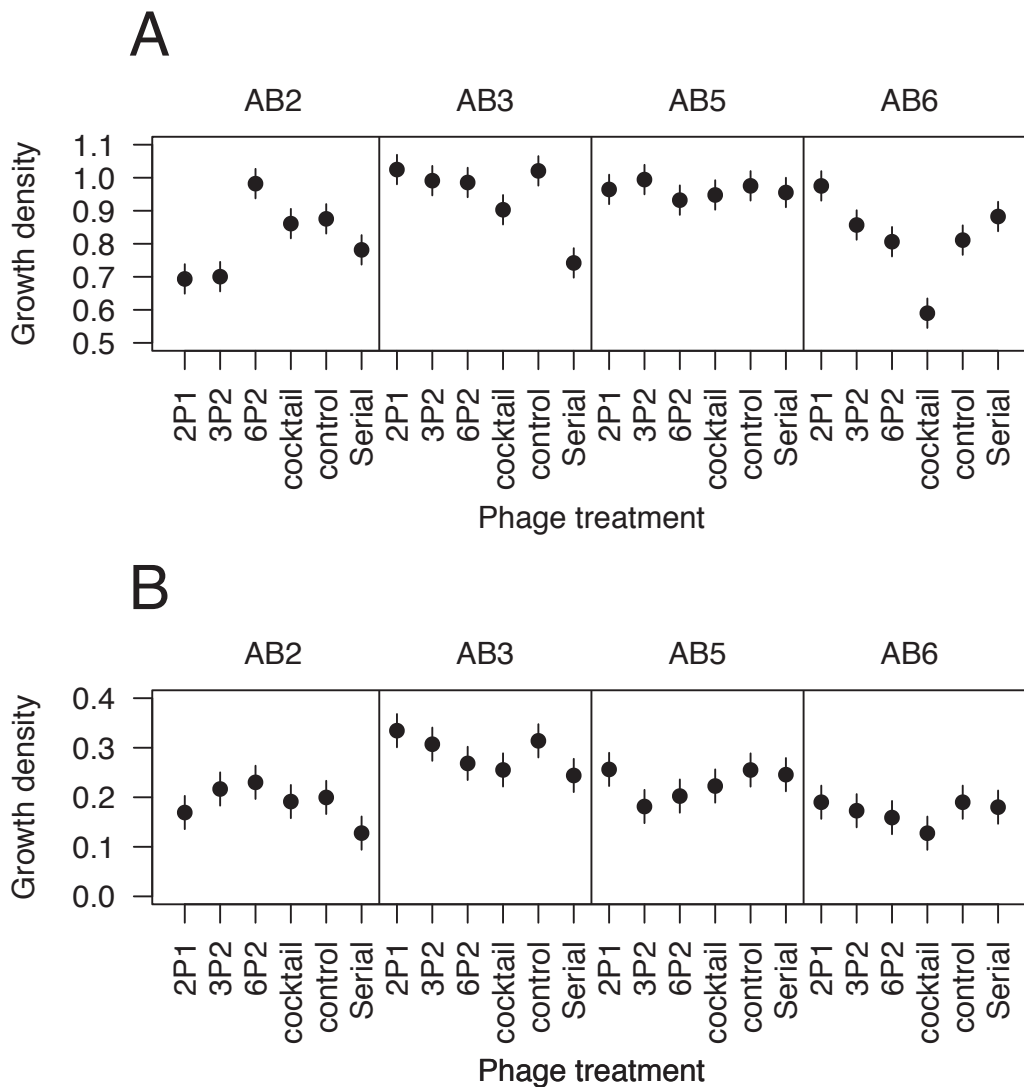 A
AB2 AB3 AB5 AB6
Growth density
1.1
1.0
0.9
0.8
0.7
0.6
0.5
2P1 3P2 6P2 cocktail control Serial 2P1 3P2 6P2 cocktail control Serial 2P1 3P2 6P2 cocktail control Serial 2P1 3P2 6P2 cocktail control Serial
Phage treatment
B
AB2 AB3 AB5 AB6
Growth density
0.4
0.3
0.2
0.1
0.0
2P1 3P2 6P2 cocktail control Serial 2P1 3P2 6P2 cocktail control Serial 2P1 3P2 6P2 cocktail control Serial 2P1 3P2 6P2 cocktail control Serial
Phage treatment